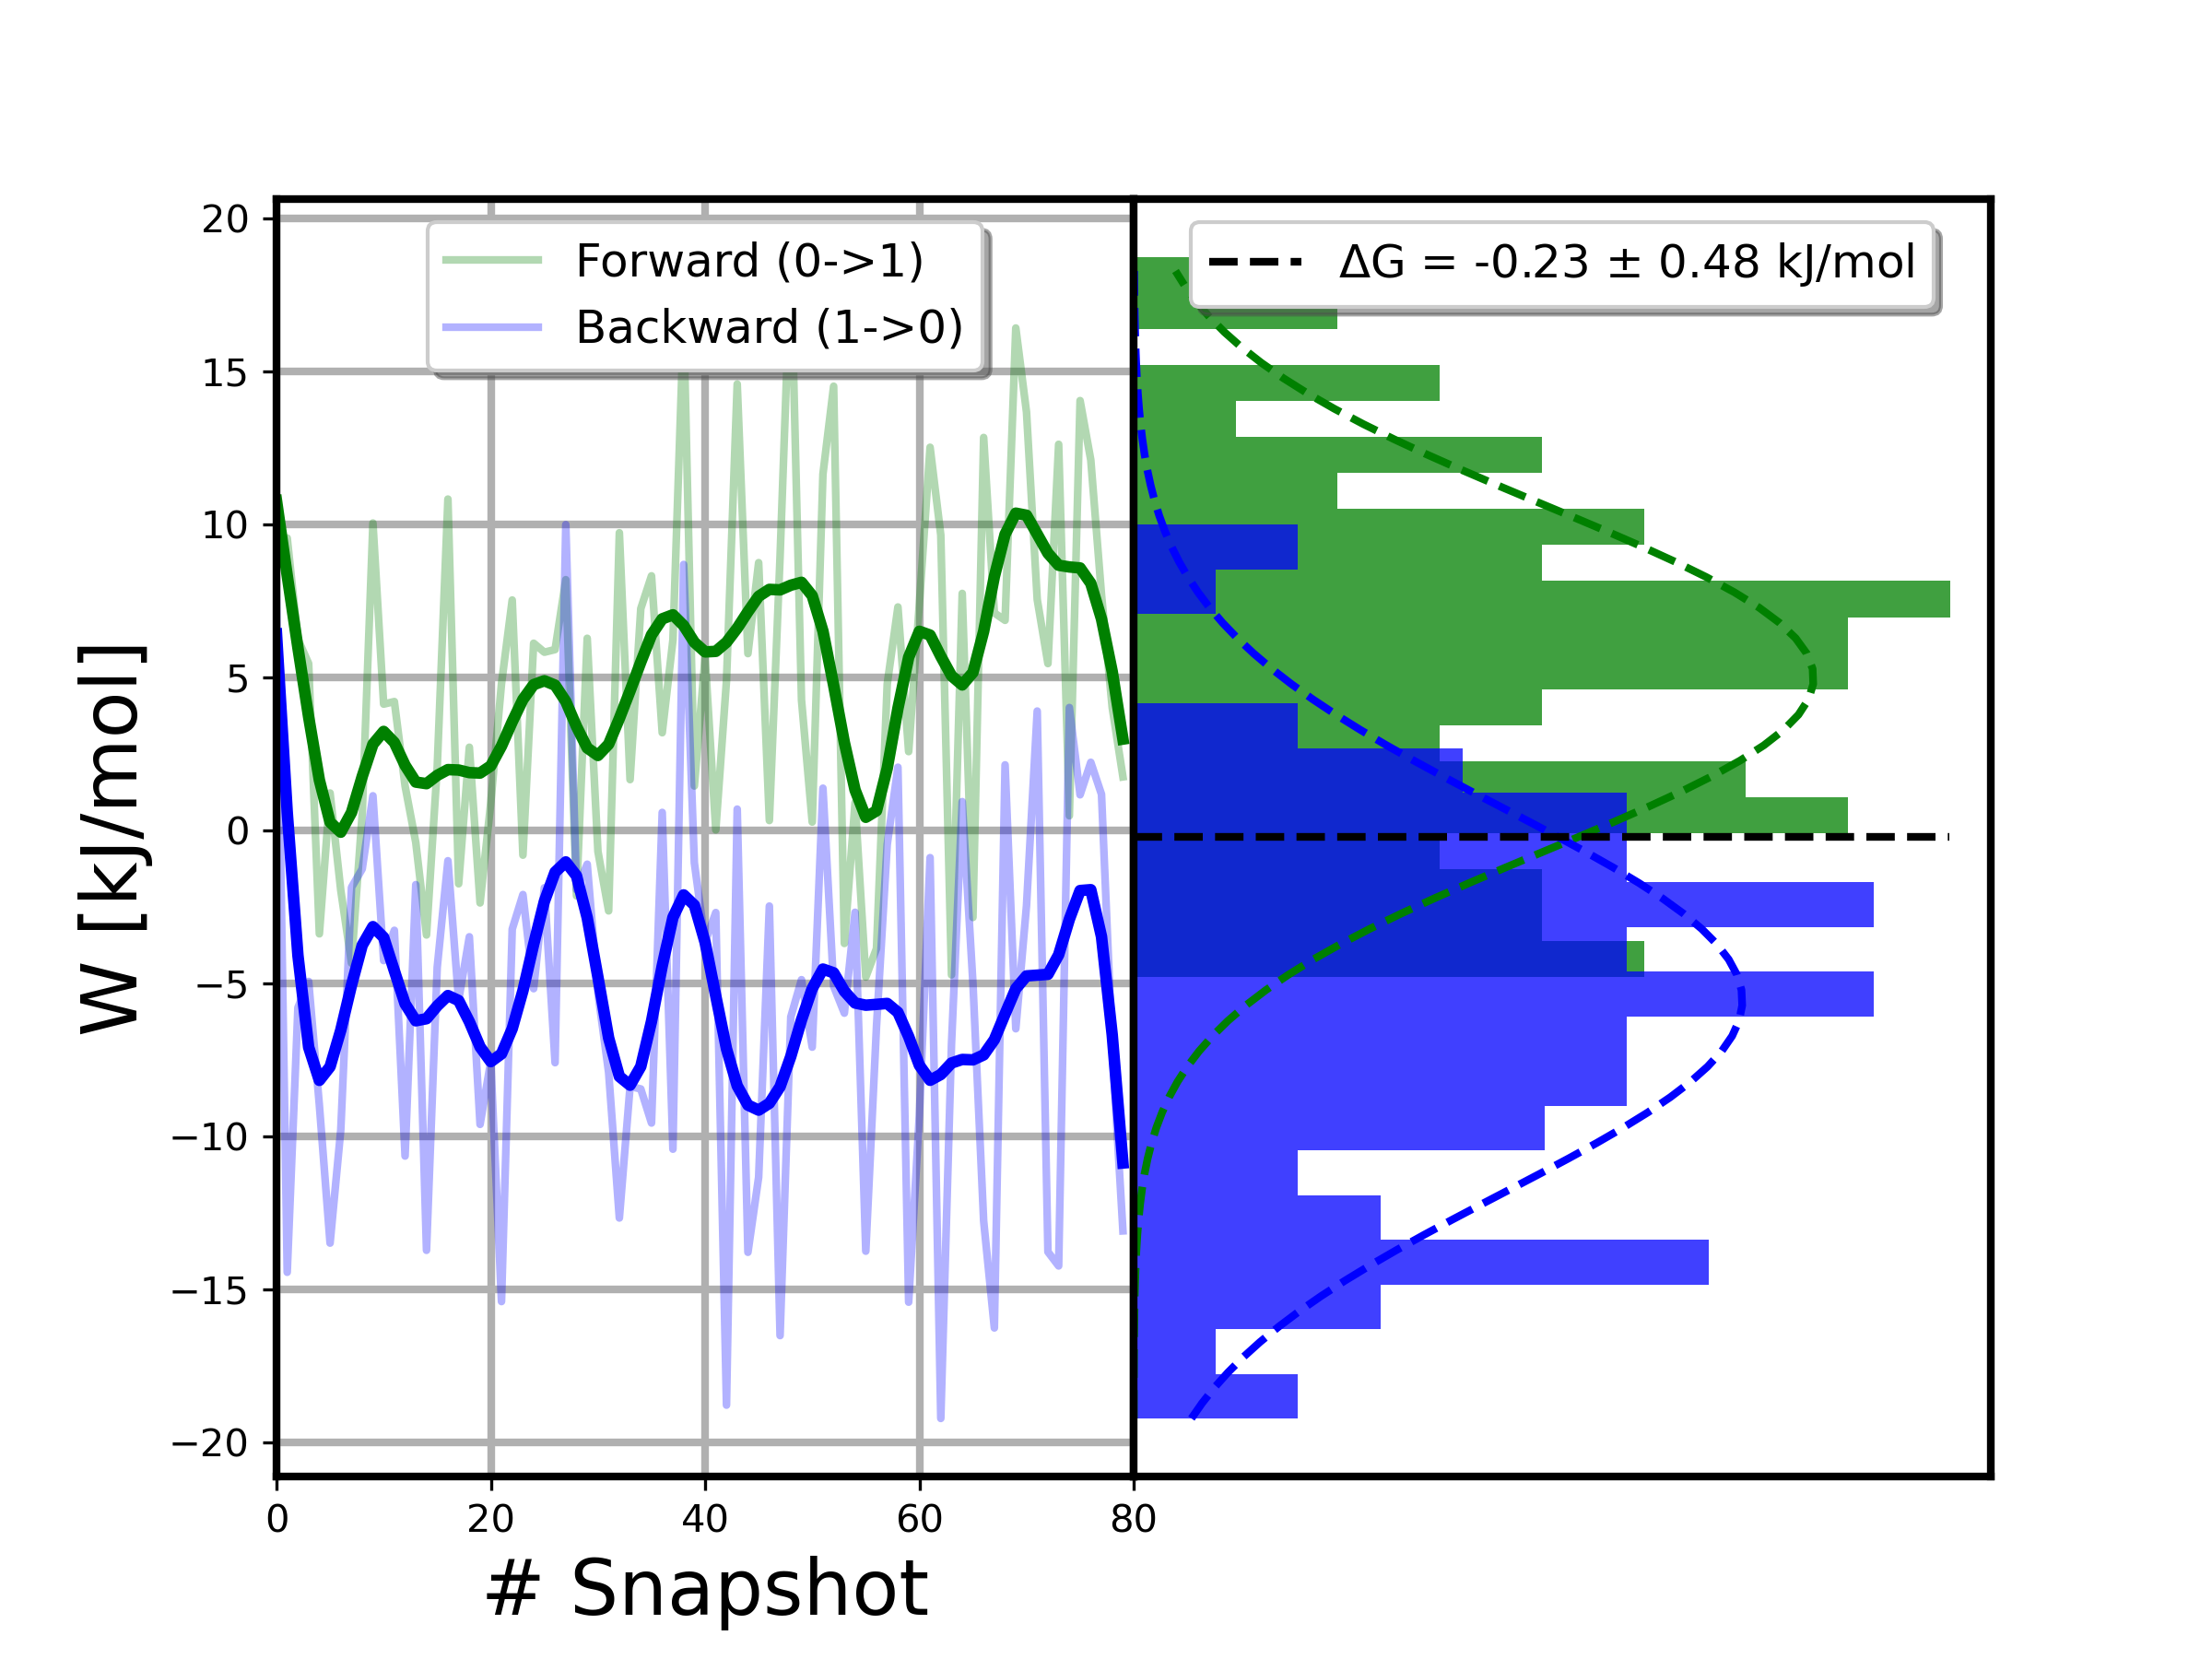 Forward (0->1)
Backward (1->0)
ΔG = -0.23 ± 0.48 kJ/mol
W [kJ/mol]
20
15
10
5
0
−5
−10
−15
−20
0 20 40 60 80
# Snapshot